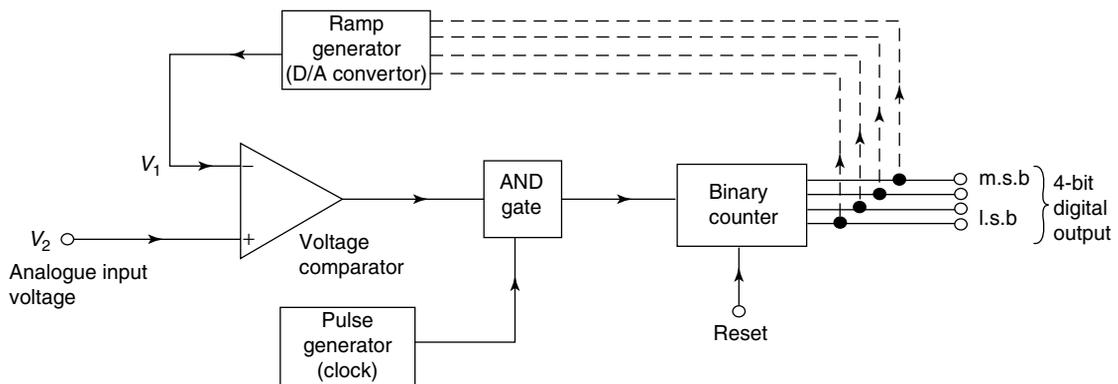 Ramp
generator
(D/A convertor)
V1
−
AND
gate
Binary
counter
m.s.b
l.s.b
4-bit
digital
output
V2
+
Analogue input
voltage
Voltage
comparator
Pulse
generator
(clock)
Reset